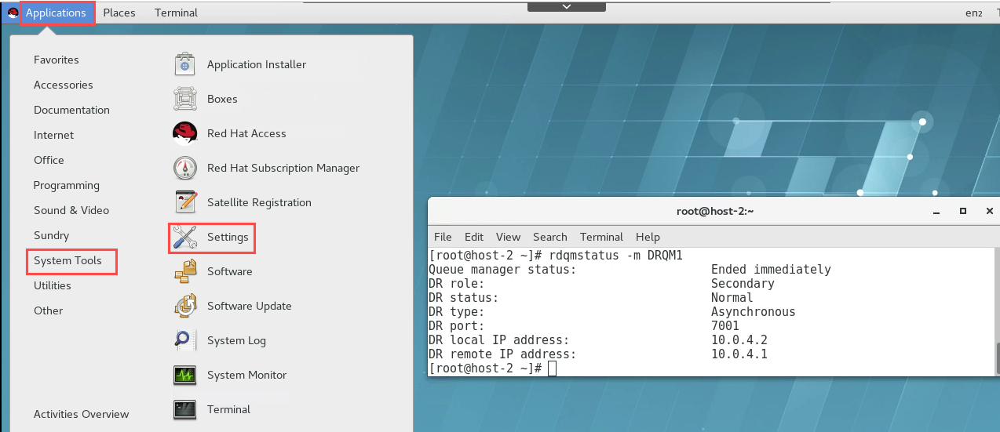 Applications Places Terminal en2
Favorites
Accessories
Documentation
Internet
Office
Programming
Sound & Video
Sundry
System Tools
Utilities
Other
Activities Overview
Application Installer
Boxes
Red Hat Access
Red Hat Subscription Manager
Satellite Registration
Settings
Software
Software Update
System Log
System Monitor
Terminal
root@host-2:~
File Edit View Search Terminal Help
[root@host-2 ~]# rdqmstatus -m DRQM1
Queue manager status: Ended immediately
DR role: Secondary
DR status: Normal
DR type: Asynchronous
DR port: 7001
DR local IP address: 10.0.4.2
DR remote IP address: 10.0.4.1
[root@host-2 ~]#